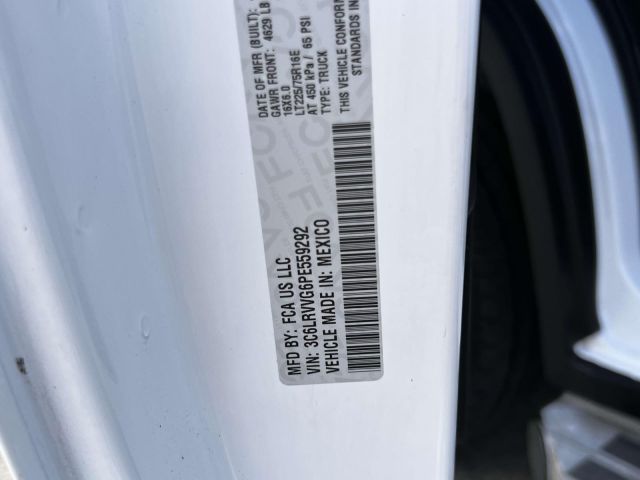 MFD BY: FCA US LLC
VIN: 3C6LRVVG6PE559292
VEHICLE MADE IN: MEXICO
DATE OF MFR (BUILT):
GAWR FRONT: 4629 LB
16X6.0
LT225/75R16E
AT 450 kPa / 65 PSI
TYPE: TRUCK
THIS VEHICLE CONFORM
STANDARDS IN